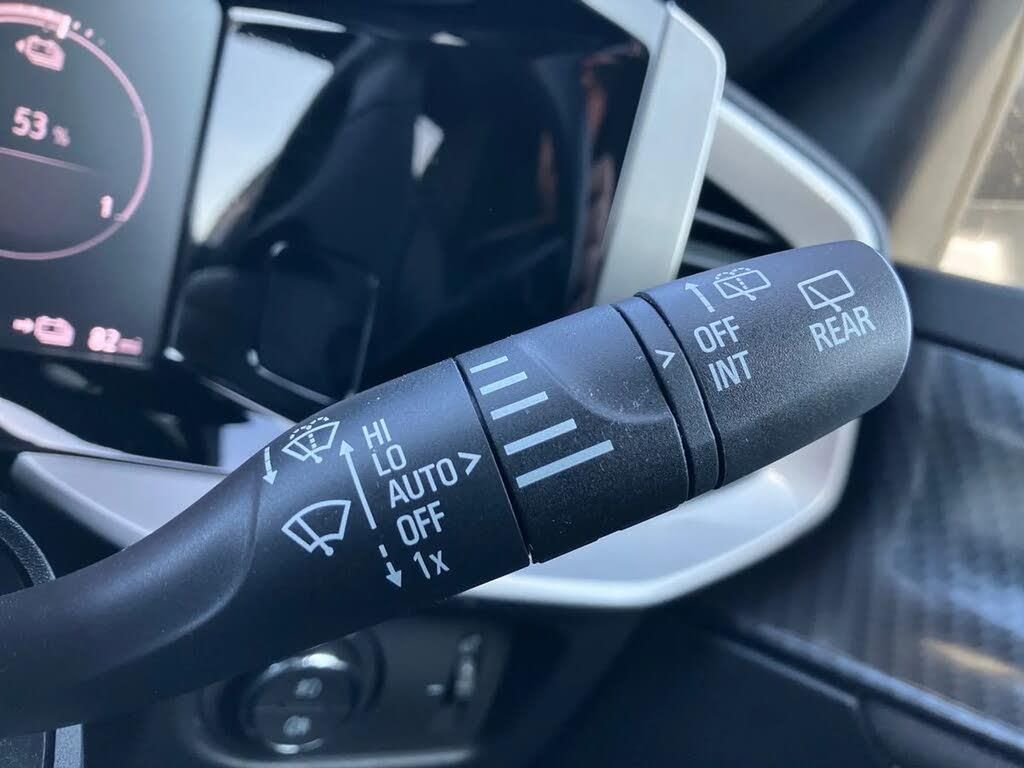 53 %
1
82 mi
HI
LO
AUTO >
OFF
1x
>
OFF
INT
REAR